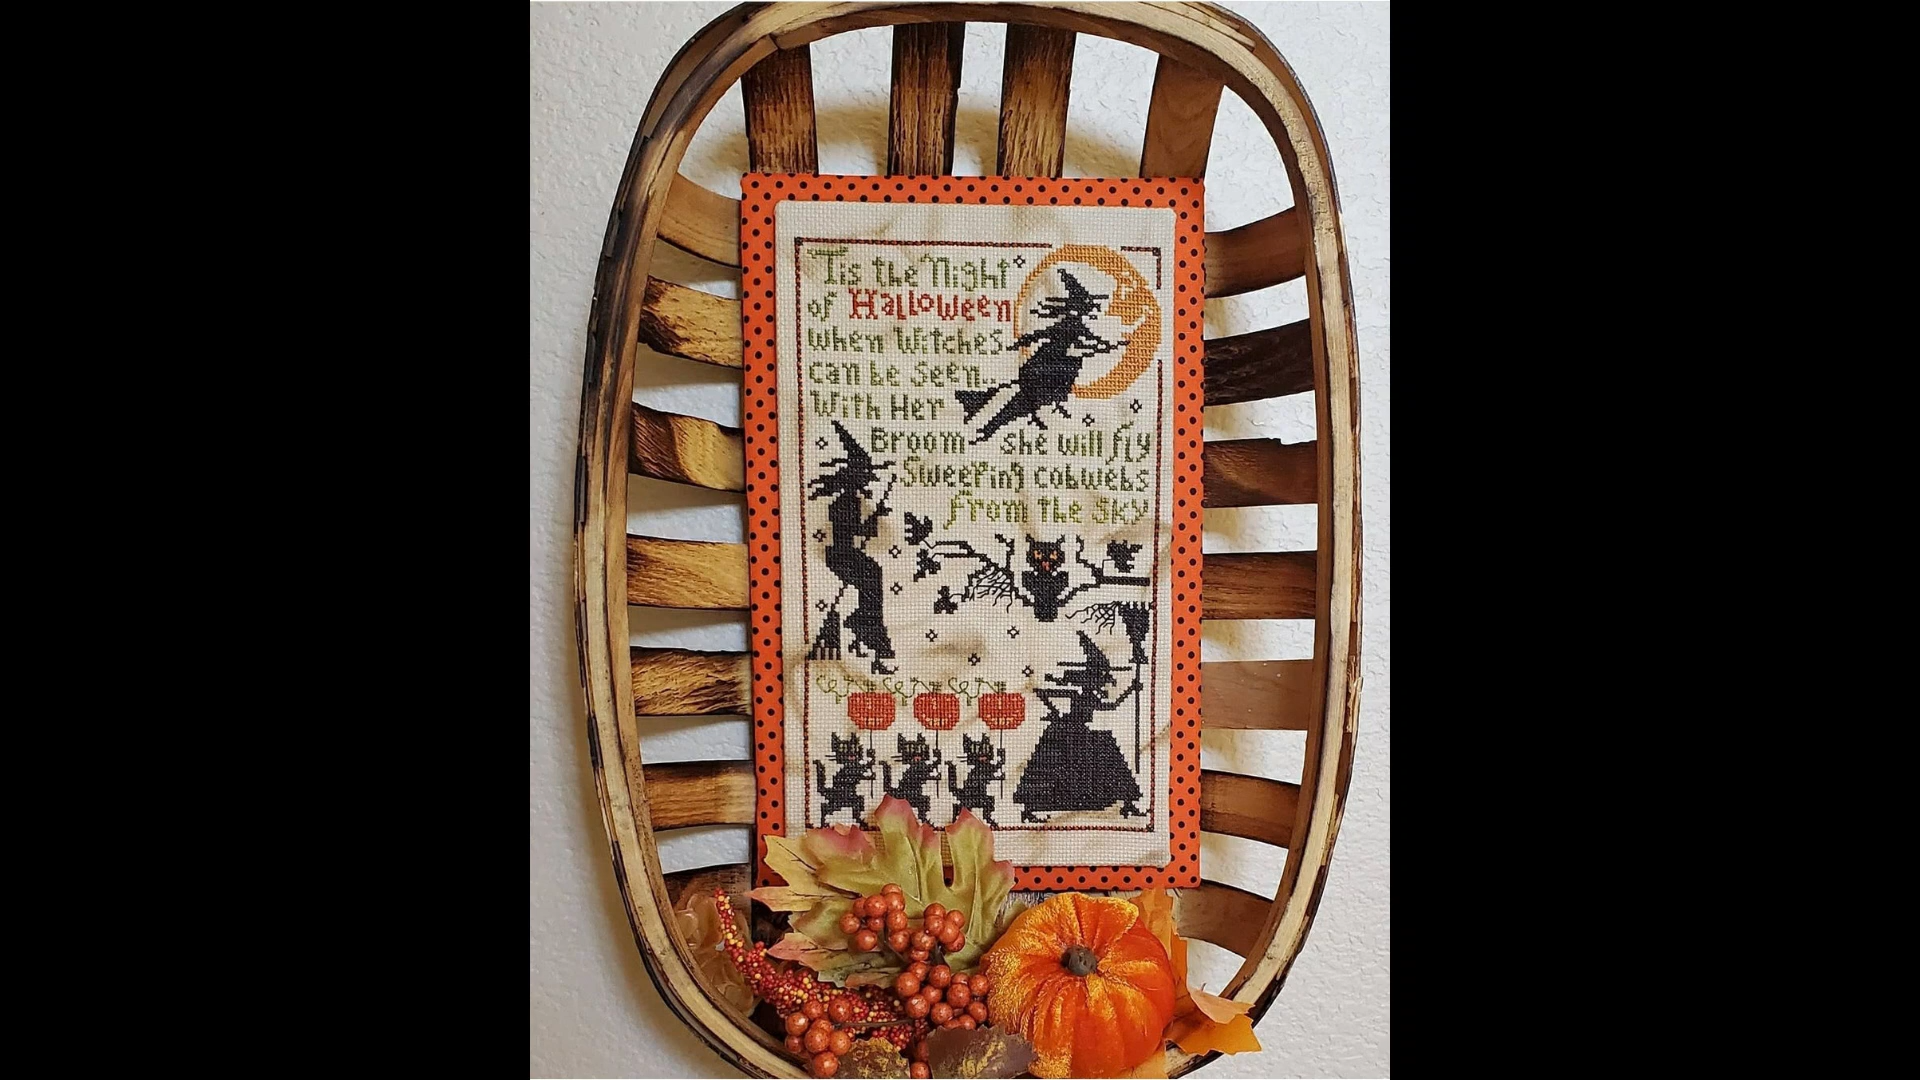 'Tis the Night
of Halloween
when Witches
can be Seen..
With Her
Broom she will fly
Sweeping cobwebs
from the Sky